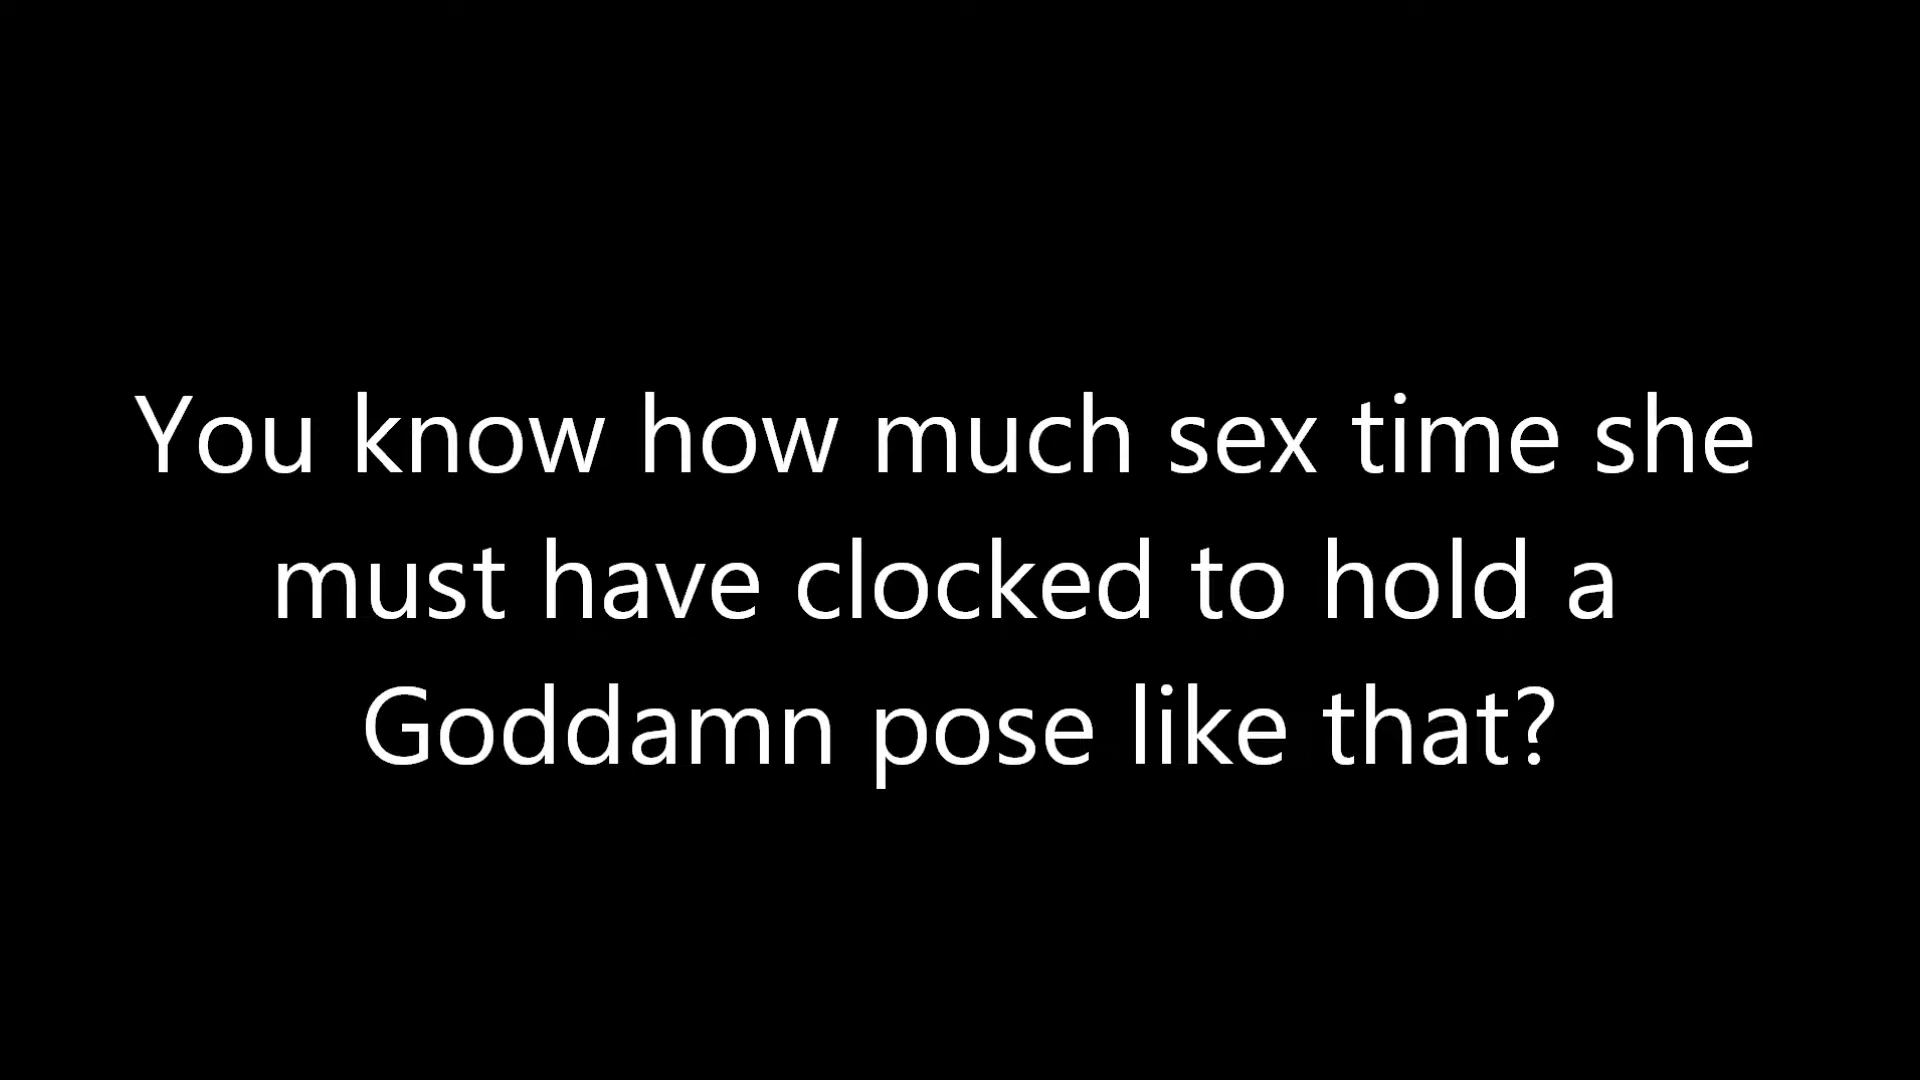 You know how much sex time she
must have clocked to hold a
Goddamn pose like that?